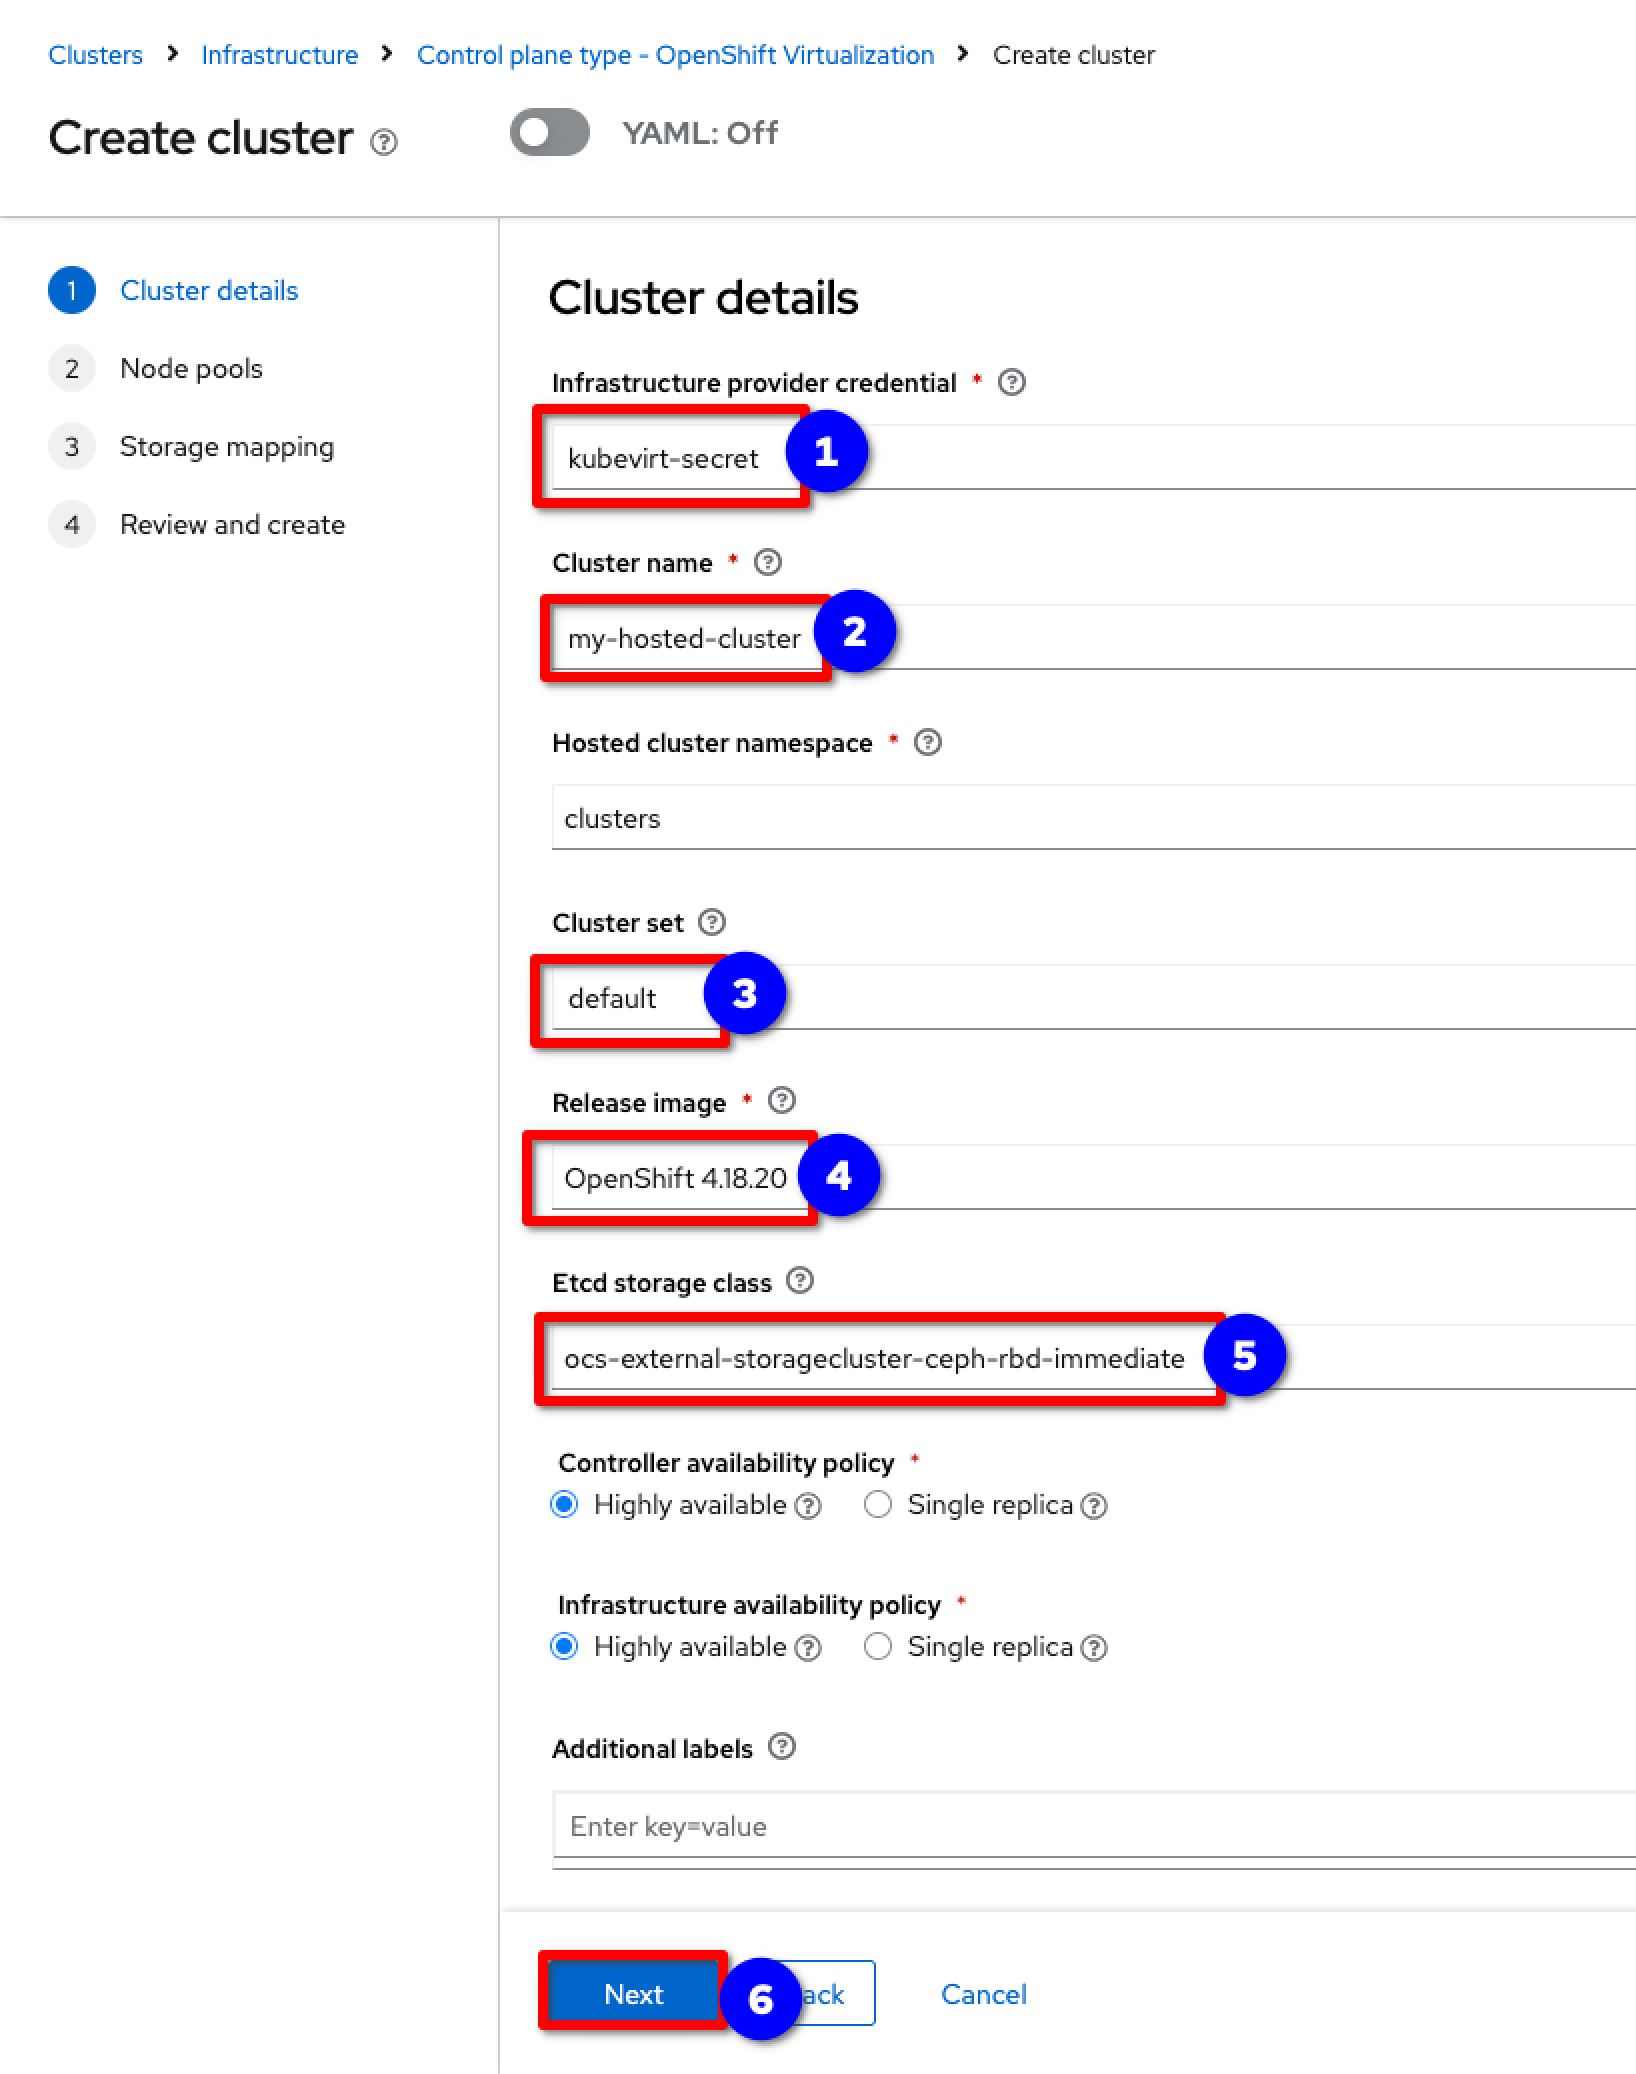 Clusters > Infrastructure > Control plane type - OpenShift Virtualization > Create cluster
Create cluster YAML: Off
1 Cluster details
2 Node pools
3 Storage mapping
4 Review and create
Cluster details
Infrastructure provider credential *
kubevirt-secret 1
Cluster name *
my-hosted-cluster 2
Hosted cluster namespace *
clusters
Cluster set
default 3
Release image *
OpenShift 4.18.20 4
Etcd storage class
ocs-external-storagecluster-ceph-rbd-immediate 5
Controller availability policy *
Highly available Single replica
Infrastructure availability policy *
Highly available Single replica
Additional labels
Enter key=value
Next 6 ack Cancel